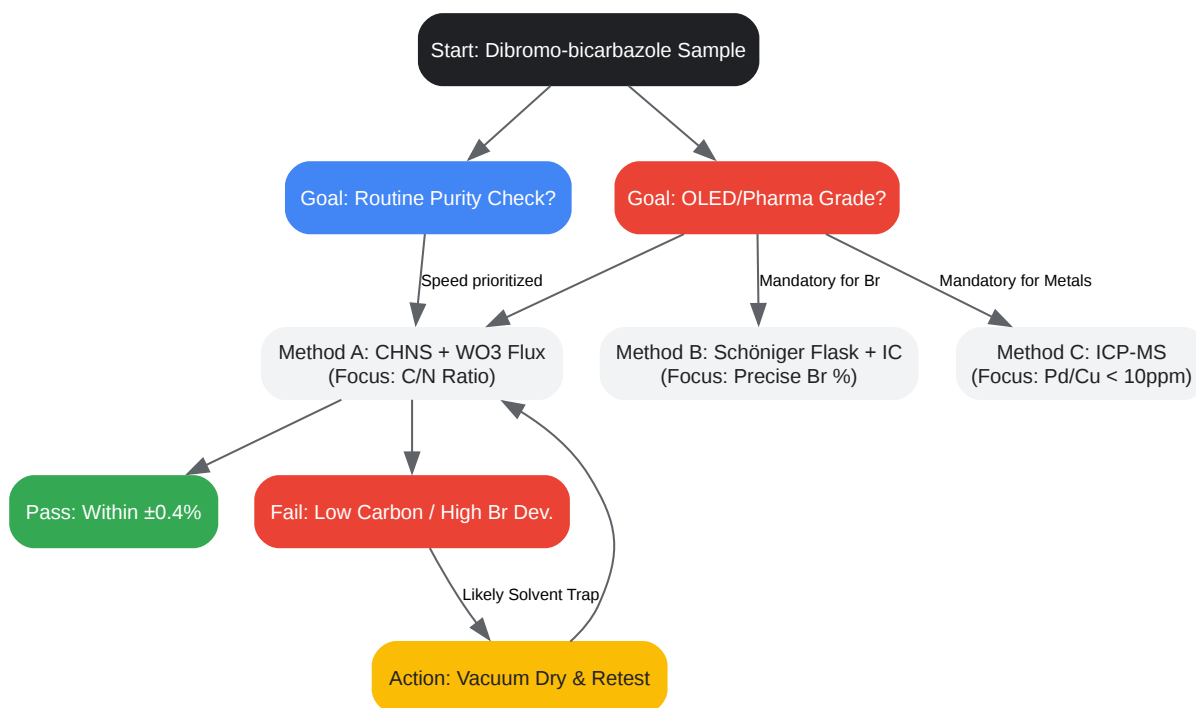 Start: Dibromo-bicarbazole Sample
Goal: Routine Purity Check?
Goal: OLED/Pharma Grade?
Speed prioritized
Mandatory for Br
Mandatory for Metals
Method A: CHNS + WO3 Flux
(Focus: C/N Ratio)
Method B: Schöniger Flask + IC
(Focus: Precise Br %)
Method C: ICP-MS
(Focus: Pd/Cu < 10ppm)
Pass: Within ±0.4%
Fail: Low Carbon / High Br Dev.
Likely Solvent Trap
Action: Vacuum Dry & Retest